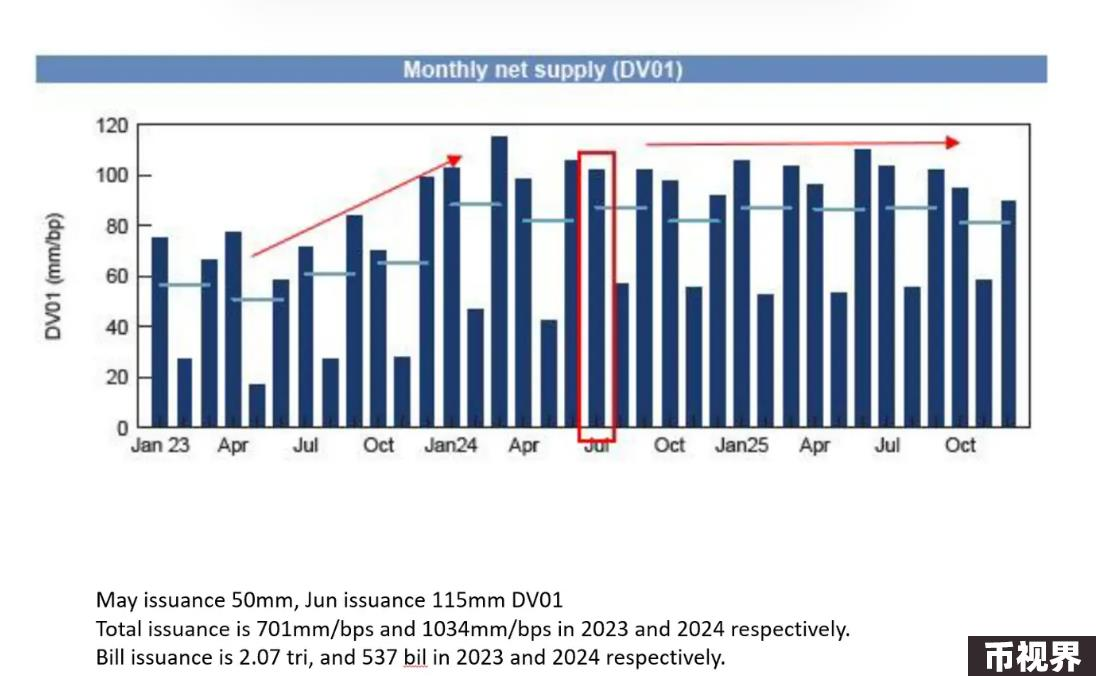 Monthly net supply (DV01)
DV01 (mm/bp)
120
100
80
60
40
20
0
Jan 23 Apr Jul Oct Jan24 Apr Jul Oct Jan25 Apr Jul Oct
May issuance 50mm, Jun issuance 115mm DV01
Total issuance is 701mm/bps and 1034mm/bps in 2023 and 2024 respectively.
Bill issuance is 2.07 tri, and 537 bil in 2023 and 2024 respectively.
币视界